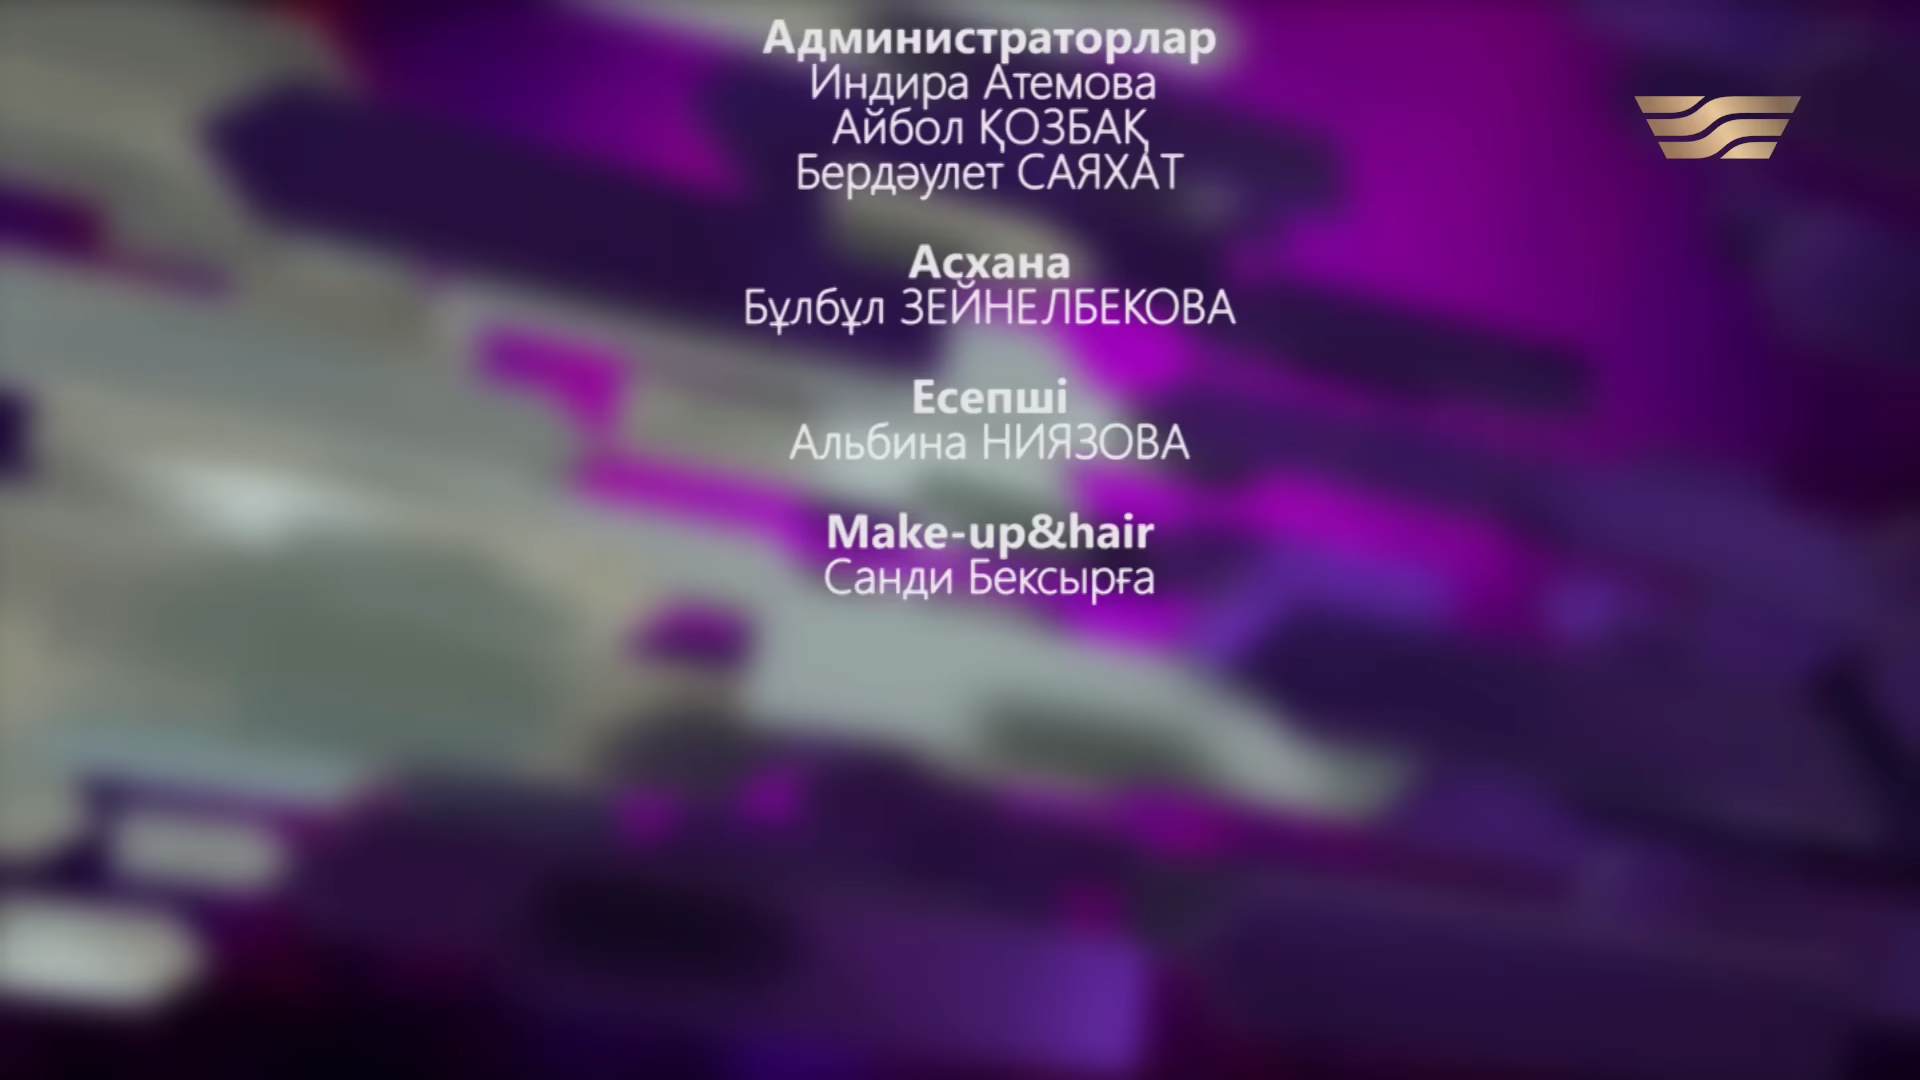 Администраторлар
Индира Атемова
Айбол ҚОЗБАҚ
Бердәулет САЯХАТ
Асхана
Бұлбұл ЗЕЙНЕЛБЕКОВА
Есепші
Альбина НИЯЗОВА
Make-up&hair
Санди Бексырға